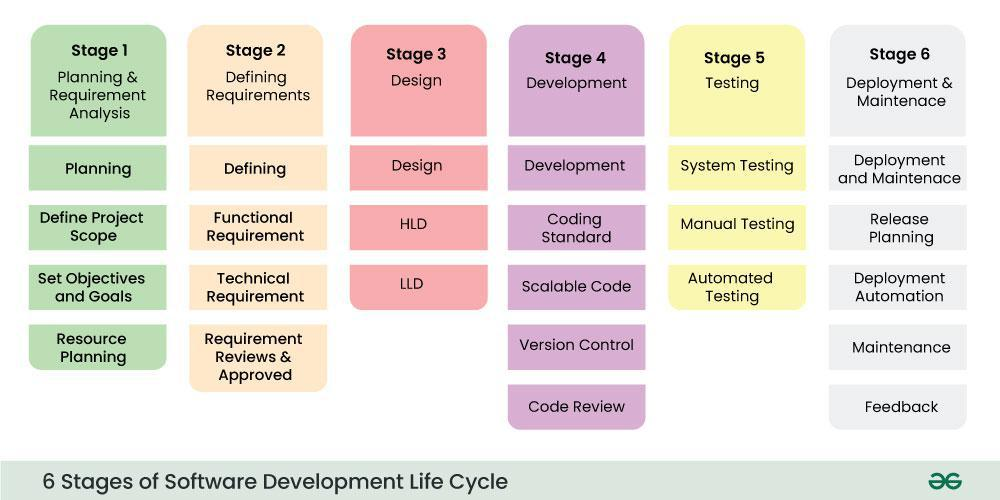 Stage 1
Planning &
Requirement
Analysis
Planning
Define Project
Scope
Set Objectives
and Goals
Resource
Planning
Stage 2
Defining
Requirements
Defining
Functional
Requirement
Technical
Requirement
Requirement
Reviews &
Approved
Stage 3
Design
Design
HLD
LLD
Stage 4
Development
Development
Coding
Standard
Scalable Code
Version Control
Code Review
Stage 5
Testing
System Testing
Manual Testing
Automated
Testing
Stage 6
Deployment &
Maintenace
Deployment
and Maintenace
Release
Planning
Deployment
Automation
Maintenance
Feedback
6 Stages of Software Development Life Cycle